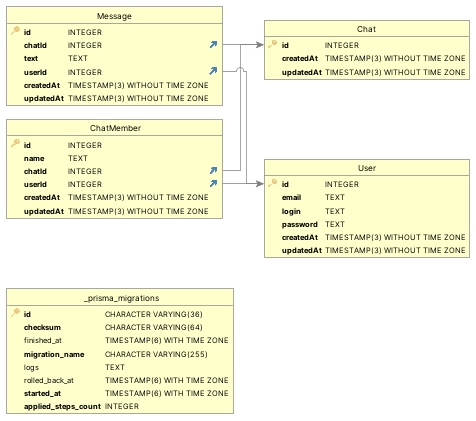 Message
id INTEGER
chatId INTEGER
text TEXT
userId INTEGER
createdAt TIMESTAMP(3) WITHOUT TIME ZONE
updatedAt TIMESTAMP(3) WITHOUT TIME ZONE
Chat
id INTEGER
createdAt TIMESTAMP(3) WITHOUT TIME ZONE
updatedAt TIMESTAMP(3) WITHOUT TIME ZONE
ChatMember
id INTEGER
name TEXT
chatId INTEGER
userId INTEGER
createdAt TIMESTAMP(3) WITHOUT TIME ZONE
updatedAt TIMESTAMP(3) WITHOUT TIME ZONE
User
id INTEGER
email TEXT
login TEXT
password TEXT
createdAt TIMESTAMP(3) WITHOUT TIME ZONE
updatedAt TIMESTAMP(3) WITHOUT TIME ZONE
_prisma_migrations
id CHARACTER VARYING(36)
checksum CHARACTER VARYING(64)
finished_at TIMESTAMP(6) WITH TIME ZONE
migration_name CHARACTER VARYING(255)
logs TEXT
rolled_back_at TIMESTAMP(6) WITH TIME ZONE
started_at TIMESTAMP(6) WITH TIME ZONE
applied_steps_count INTEGER